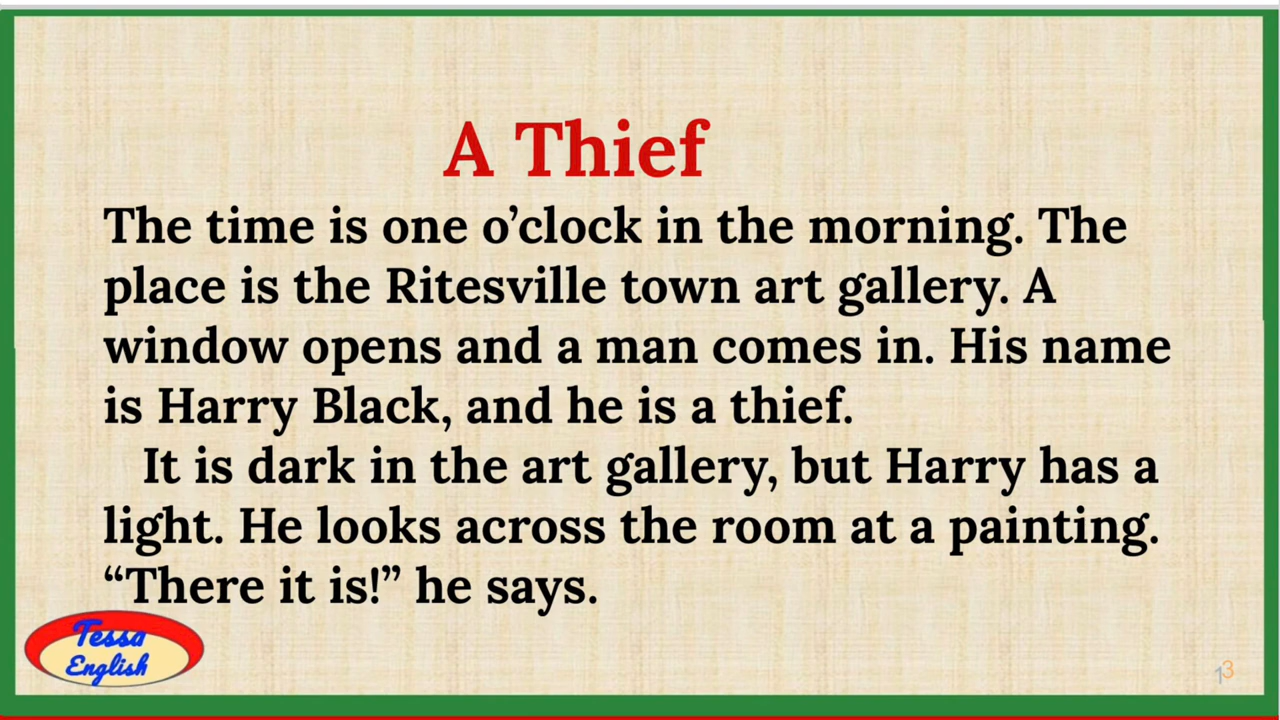 A Thief
The time is one o’clock in the morning. The
place is the Ritesville town art gallery. A
window opens and a man comes in. His name
is Harry Black, and he is a thief.
It is dark in the art gallery, but Harry has a
light. He looks across the room at a painting.
“There it is!” he says.
Tessa
English
13